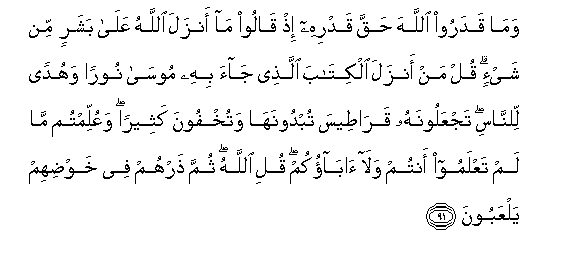 وَمَا قَدَرُوا۟ ٱللَّهَ حَقَّ قَدْرِهِۦٓ إِذْ قَالُوا۟ مَآ أَنزَلَ ٱللَّهُ عَلَىٰ بَشَرٍ مِّن
شَىْءٍ ۗ قُلْ مَنْ أَنزَلَ ٱلْكِتَـٰبَ ٱلَّذِى جَآءَ بِهِۦ مُوسَىٰ نُورًا وَهُدًى
لِّلنَّاسِ ۖ تَجْعَلُونَهُۥ قَرَاطِيسَ تُبْدُونَهَا وَتُخْفُونَ كَثِيرًا ۖ وَعُلِّمْتُم مَّا
لَمْ تَعْلَمُوٓا۟ أَنتُمْ وَلَآ ءَابَآؤُكُمْ ۖ قُلِ ٱللَّهُ ۖ ثُمَّ ذَرْهُمْ فِى خَوْضِهِمْ
يَلْعَبُونَ ۝٩١